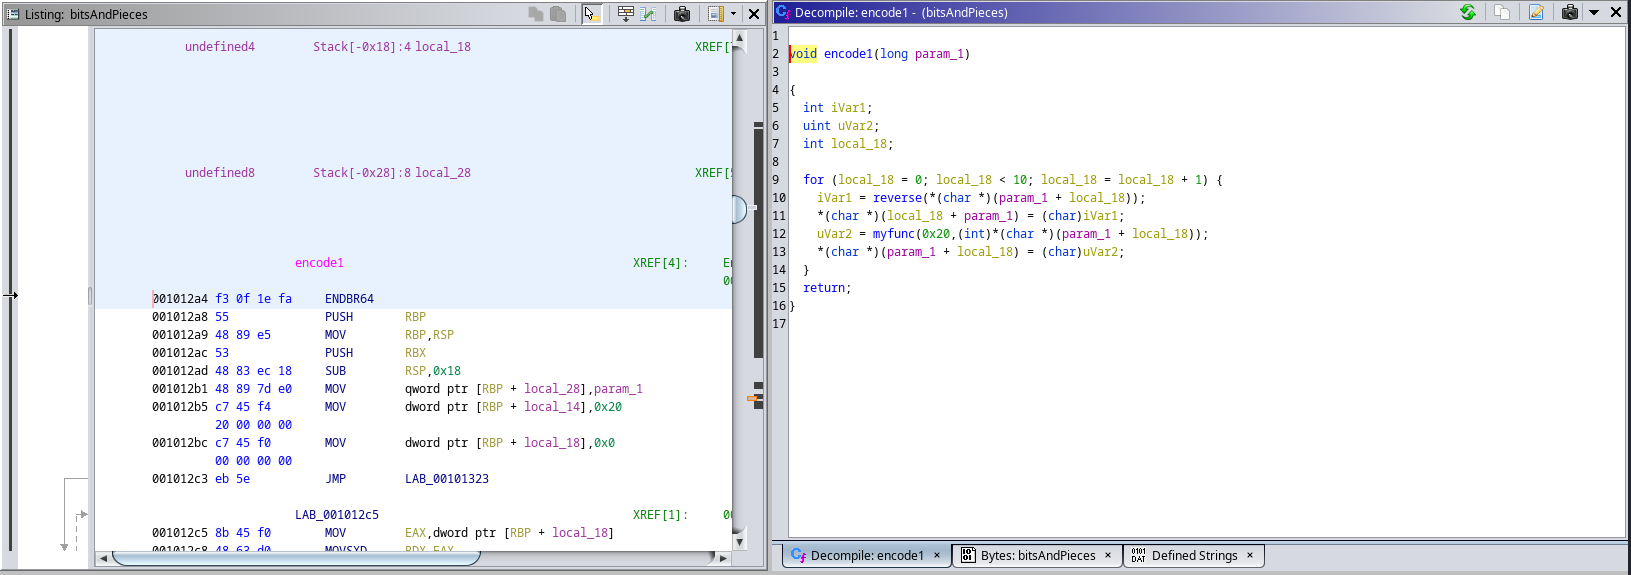 Listing: bitsAndPieces
undefined4 Stack[-0x18]:4 local_18 XREF[
undefined8 Stack[-0x28]:8 local_28 XREF[
encode1 XREF[4]:
001012a4 f3 0f 1e fa ENDBR64
001012a8 55 PUSH RBP
001012a9 48 89 e5 MOV RBP,RSP
001012ac 53 PUSH RBX
001012ad 48 83 ec 18 SUB RSP,0x18
001012b1 48 89 7d e0 MOV qword ptr [RBP + local_28],param_1
001012b5 c7 45 f4 MOV dword ptr [RBP + local_14],0x20
20 00 00 00
001012bc c7 45 f0 MOV dword ptr [RBP + local_18],0x0
00 00 00 00
001012c3 eb 5e JMP LAB_00101323
LAB_001012c5 XREF[1]:
001012c5 8b 45 f0 MOV EAX,dword ptr [RBP + local_18]
001012c8 48 63 d0 MOVSXD RDX,EAX
Decompile: encode1 - (bitsAndPieces)
1
2 void encode1(long param_1)
3
4 {
5 int iVar1;
6 uint uVar2;
7 int local_18;
8
9 for (local_18 = 0; local_18 < 10; local_18 = local_18 + 1) {
10 iVar1 = reverse(*(char *)(param_1 + local_18));
11 *(char *)(local_18 + param_1) = (char)iVar1;
12 uVar2 = myfunc(0x20,(int)*(char *)(param_1 + local_18));
13 *(char *)(param_1 + local_18) = (char)uVar2;
14 }
15 return;
16 }
17
Decompile: encode1 × Bytes: bitsAndPieces × Defined Strings ×